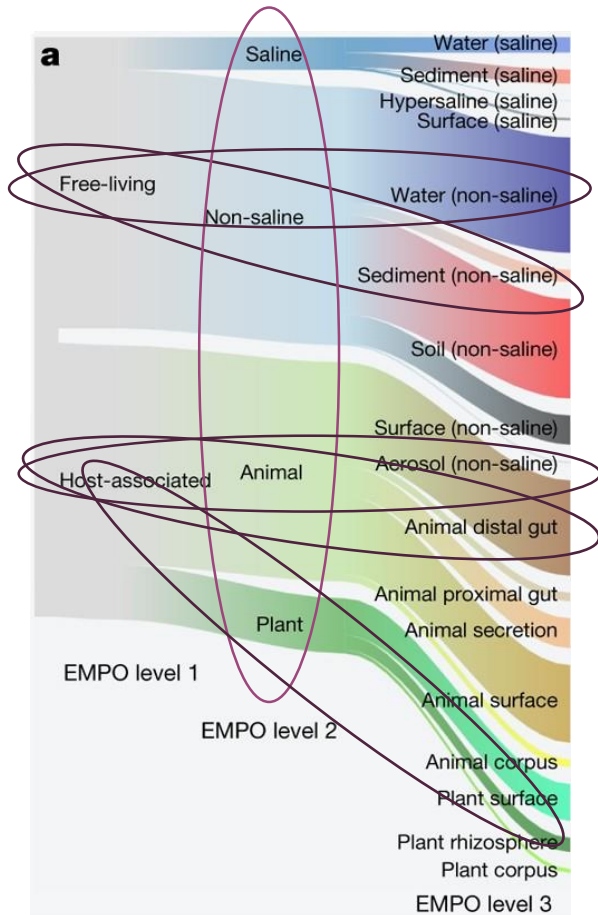 a
Saline
Water (saline)
Sediment (saline)
Hypersaline (saline)
Surface (saline)
Free-living
Non-saline
Water (non-saline)
Sediment (non-saline)
Soil (non-saline)
Surface (non-saline)
Aerosol (non-saline)
Host-associated
Animal
Animal distal gut
Animal proximal gut
Animal secretion
Plant
Animal surface
Animal corpus
Plant surface
Plant rhizosphere
Plant corpus
EMPO level 1
EMPO level 2
EMPO level 3